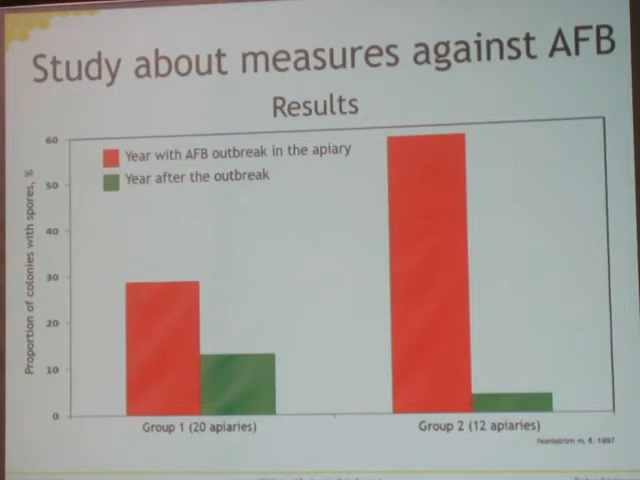 Study about measures against AFB
Results
Proportion of colonies with spores, %
60
50
40
30
20
10
0
Year with AFB outbreak in the apiary
Year after the outbreak
Group 1 (20 apiaries)
Group 2 (12 apiaries)
Nordström m. fl. 1997